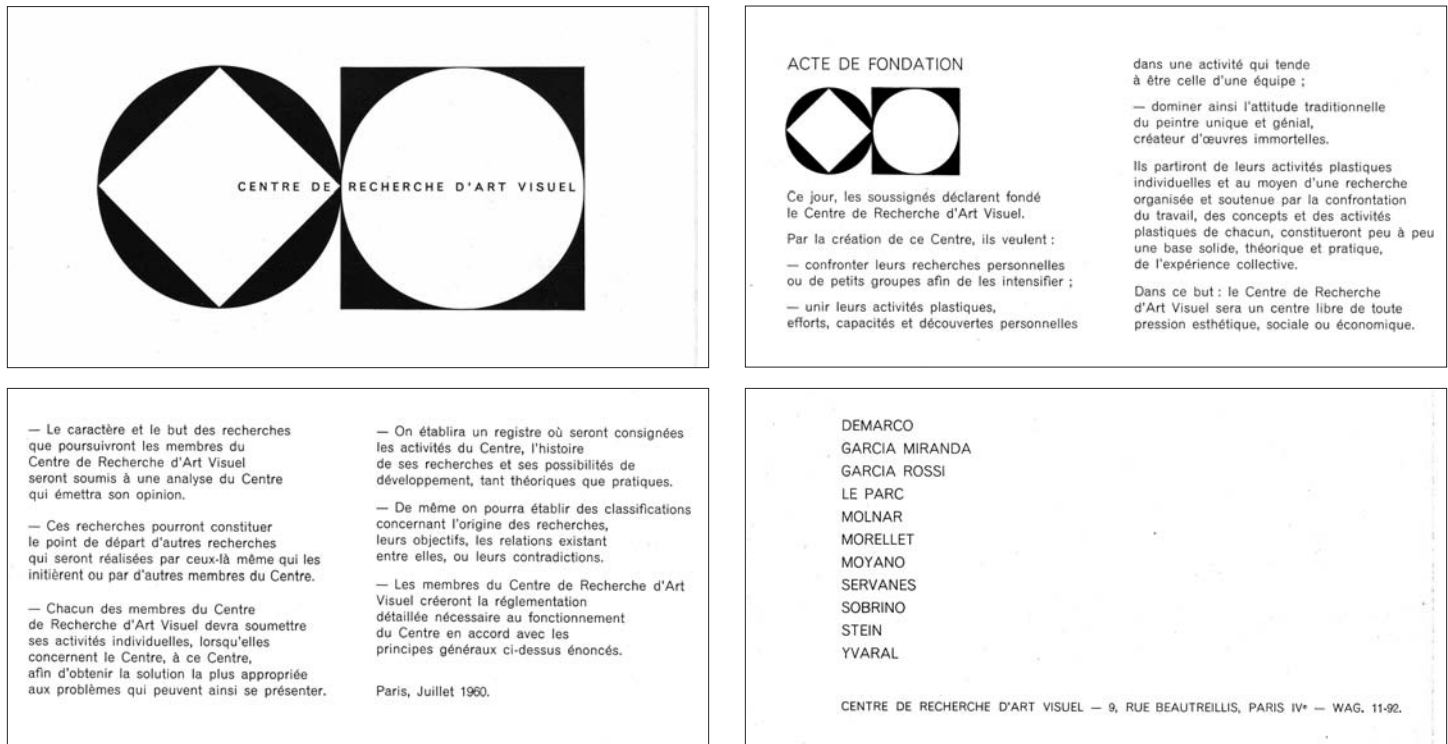 CENTRE DE RECHERCHE D'ART VISUEL
ACTE DE FONDATION
Ce jour, les soussignés déclarent fondé
le Centre de Recherche d'Art Visuel.
Par la création de ce Centre, ils veulent :
— confronter leurs recherches personnelles
ou de petits groupes afin de les intensifier ;
— unir leurs activités plastiques,
efforts, capacités et découvertes personnelles
dans une activité qui tende
à être celle d'une équipe ;
— dominer ainsi l'attitude traditionnelle
du peintre unique et génial,
créateur d'œuvres immortelles.
Ils partiront de leurs activités plastiques
individuelles et au moyen d'une recherche
organisée et soutenue par la confrontation
du travail, des concepts et des activités
plastiques de chacun, constitueront peu à peu
une base solide, théorique et pratique,
de l'expérience collective.
Dans ce but : le Centre de Recherche
d'Art Visuel sera un centre libre de toute
pression esthétique, sociale ou économique.
— Le caractère et le but des recherches
que poursuivront les membres du
Centre de Recherche d'Art Visuel
seront soumis à une analyse du Centre
qui émettra son opinion.
— Ces recherches pourront constituer
le point de départ d'autres recherches
qui seront réalisées par ceux-là même qui les
initièrent ou par d'autres membres du Centre.
— Chacun des membres du Centre
de Recherche d'Art Visuel devra soumettre
ses activités individuelles, lorsqu'elles
concernent le Centre, à ce Centre,
afin d'obtenir la solution la plus appropriée
aux problèmes qui peuvent ainsi se présenter.
— On établira un registre où seront consignées
les activités du Centre, l'histoire
de ses recherches et ses possibilités de
développement, tant théoriques que pratiques.
— De même on pourra établir des classifications
concernant l'origine des recherches,
leurs objectifs, les relations existant
entre elles, ou leurs contradictions.
— Les membres du Centre de Recherche d'Art
Visuel créeront la réglementation
détaillée nécessaire au fonctionnement
du Centre en accord avec les
principes généraux ci-dessus énoncés.
Paris, Juillet 1960.
DEMARCO
GARCIA MIRANDA
GARCIA ROSSI
LE PARC
MOLNAR
MORELLET
MOYANO
SERVANES
SOBRINO
STEIN
YVARAL
CENTRE DE RECHERCHE D'ART VISUEL — 9, RUE BEAUTREILLIS, PARIS IVᵉ — WAG. 11-92.